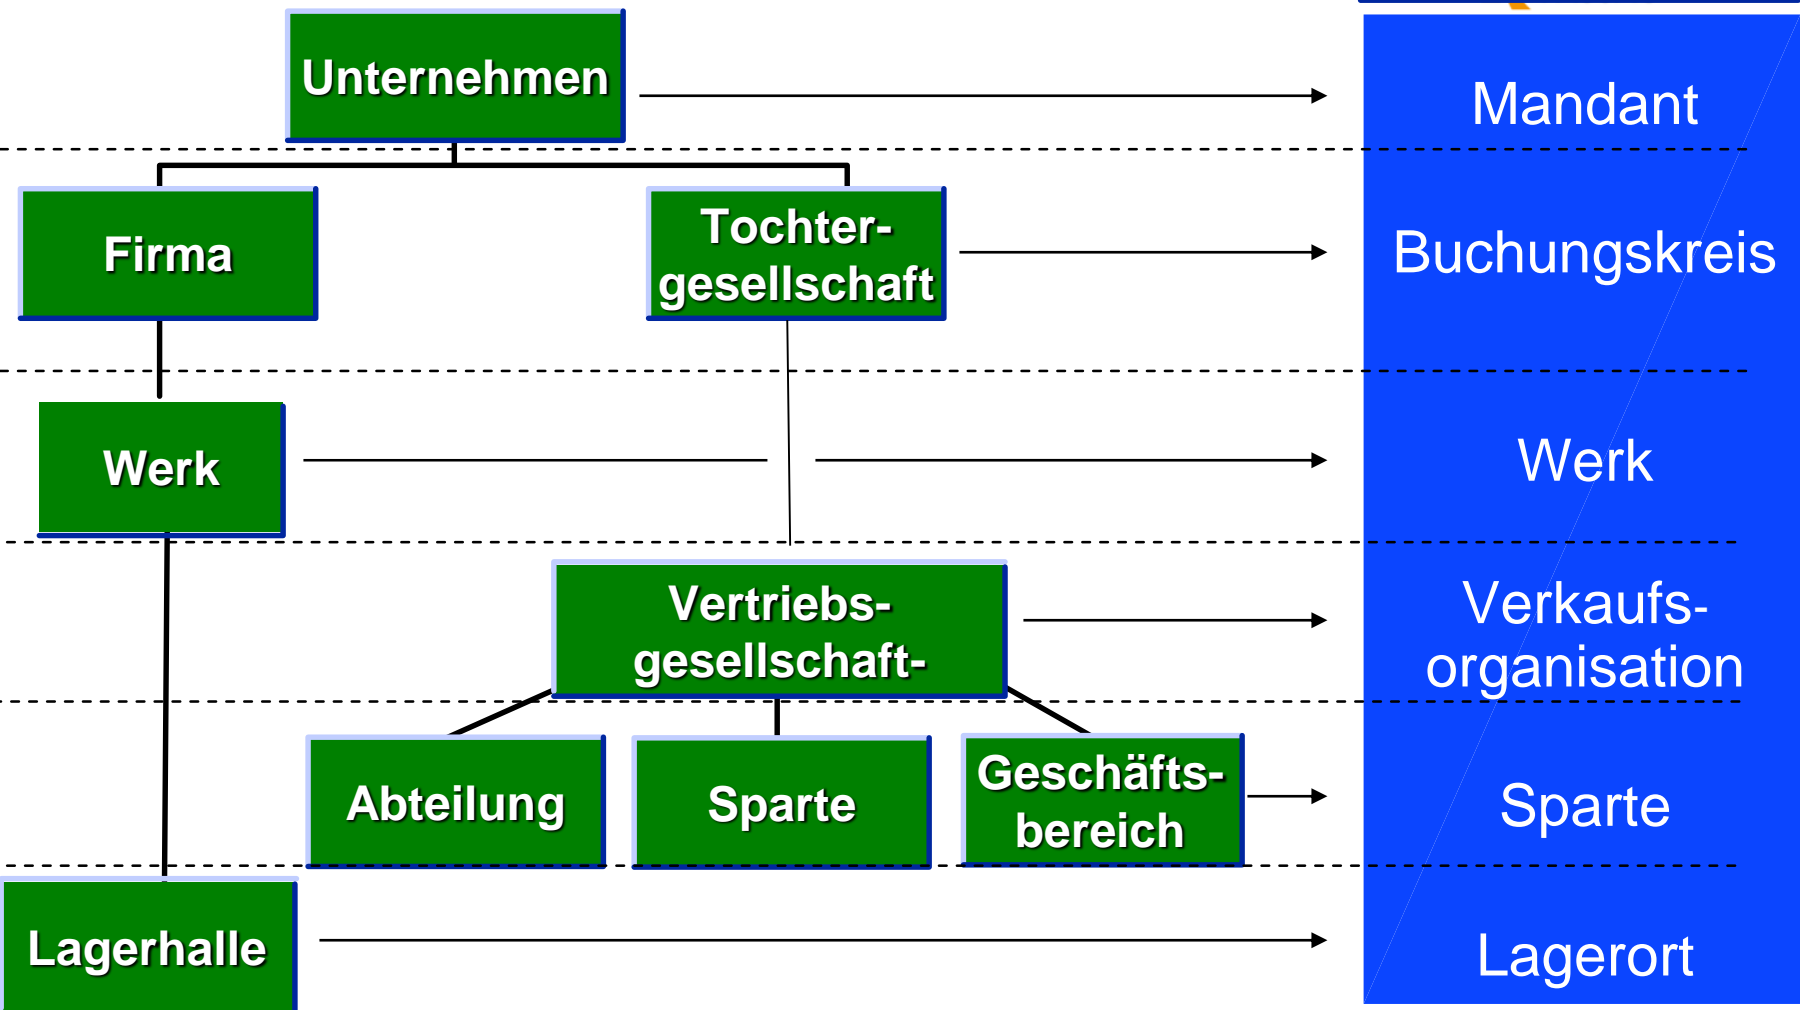 Unternehmen
Mandant
Firma
Tochter-
gesellschaft
Buchungskreis
Werk
Werk
Vertriebs-
gesellschaft-
Verkaufs-
organisation
Abteilung
Sparte
Geschäfts-
bereich
Sparte
Lagerhalle
Lagerort